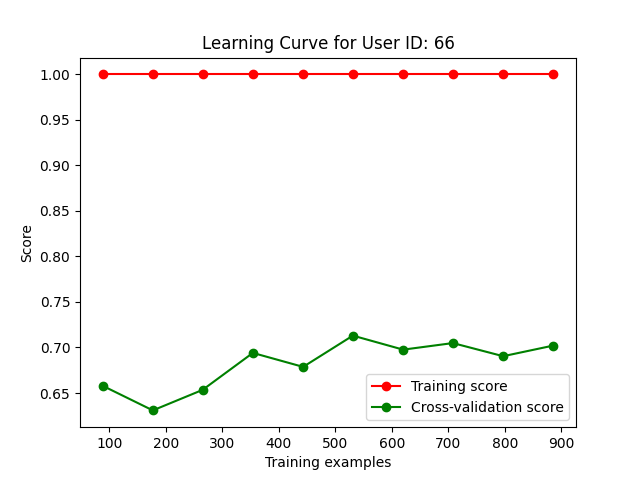 Learning Curve for User ID: 66
1.00
0.95
0.90
0.85
0.80
0.75
0.70
0.65
Score
Training score
Cross-validation score
100 200 300 400 500 600 700 800 900
Training examples